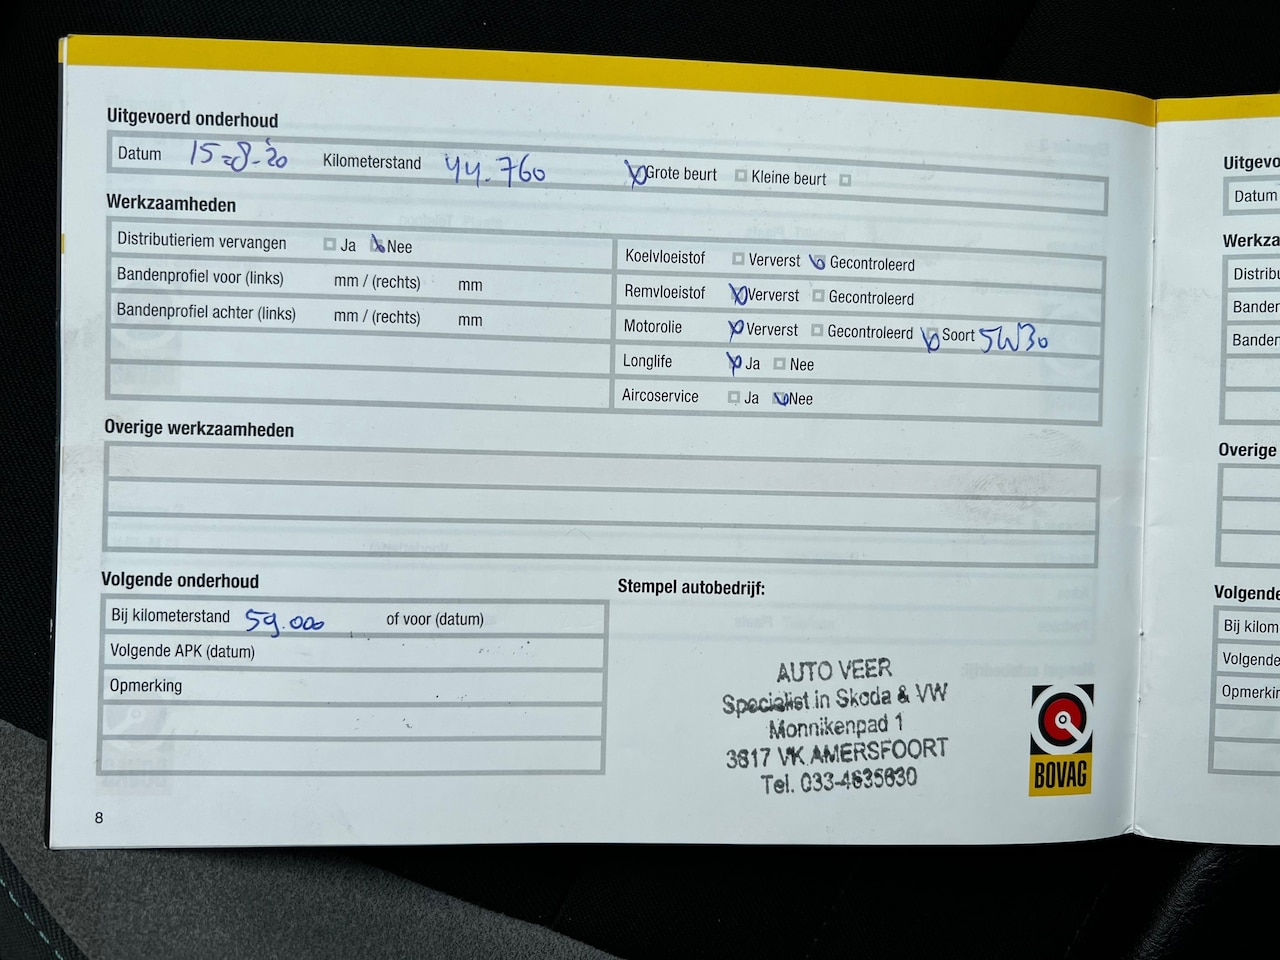 Uitgevoerd onderhoud
Datum 15-8-'20 Kilometerstand 44.760 Grote beurt Kleine beurt
Werkzaamheden
Distributieriem vervangen Ja Nee
Bandenprofiel voor (links) mm / (rechts) mm
Bandenprofiel achter (links) mm / (rechts) mm
Koelvloeistof Ververst Gecontroleerd
Remvloeistof Ververst Gecontroleerd
Motorolie Ververst Gecontroleerd Soort 5W30
Longlife Ja Nee
Aircoservice Ja Nee
Overige werkzaamheden
Volgende onderhoud
Bij kilometerstand 59.000 of voor (datum)
Volgende APK (datum)
Opmerking
Stempel autobedrijf:
AUTO VEER
Specialist in Skoda & VW
Monnikenpad 1
3817 VK AMERSFOORT
Tel. 033-4635630
BOVAG
8
Uitgevo
Datum
Werkza
Distribu
Banden
Banden
Overige
Volgende
Bij kilom
Volgende
Opmerkin